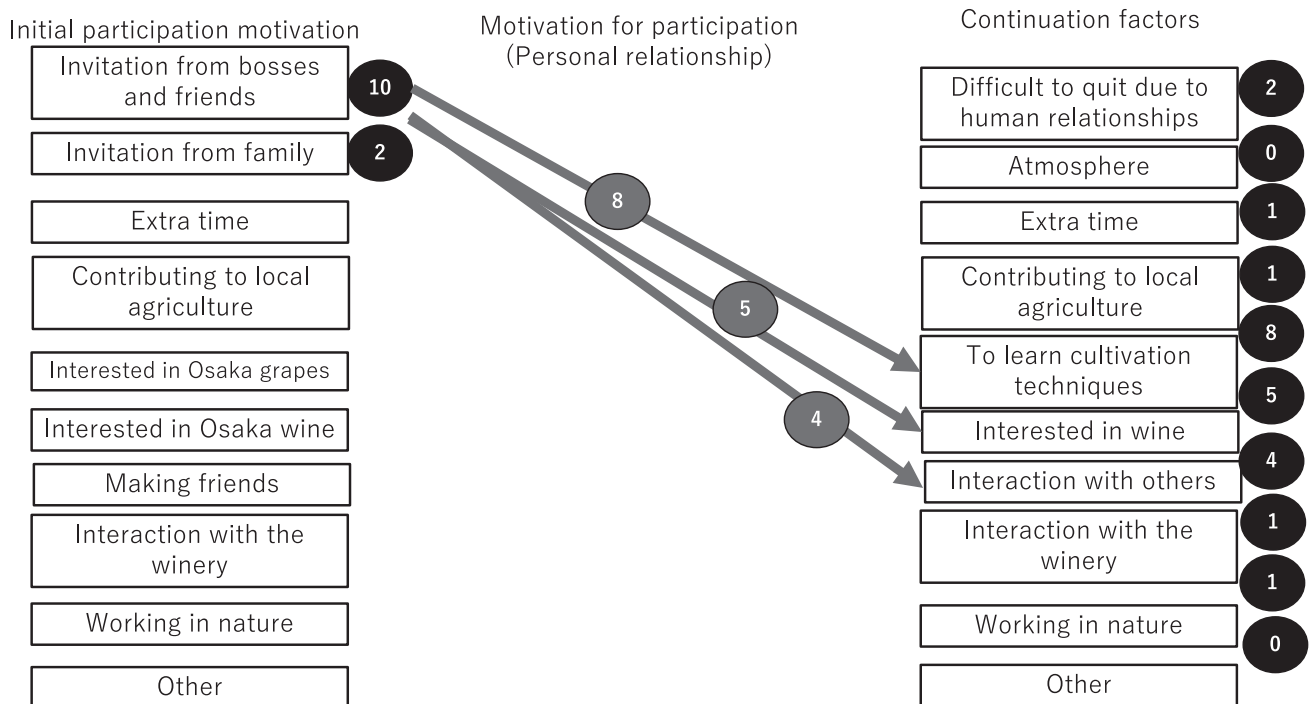 Initial participation motivation
Invitation from bosses
and friends
10
Invitation from family
2
Extra time
Contributing to local
agriculture
Interested in Osaka grapes
Interested in Osaka wine
Making friends
Interaction with the
winery
Working in nature
Other
Motivation for participation
(Personal relationship)
8
5
4
Continuation factors
Difficult to quit due to
human relationships
2
Atmosphere
0
Extra time
1
Contributing to local
agriculture
1
To learn cultivation
techniques
8
Interested in wine
5
Interaction with others
4
Interaction with the
winery
1
Working in nature
1
Other
0